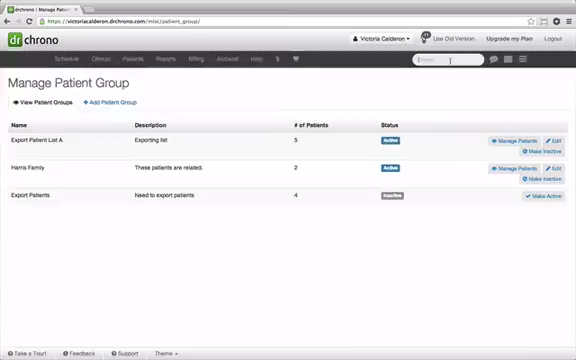 drchrono | Manage Patie
https://victoriacalderon.drchrono.com/misc/patient_group/
drchrono
Victoria Calderon
Use Old Version
Upgrade my Plan
Logout
Schedule
Clinical
Patients
Reports
Billing
Account
Help
Manage Patient Group
View Patient Groups
Add Patient Group
Name Description # of Patients Status
Export Patient List A Exporting list 5 Active Manage Patients Edit
Make Inactive
Harris Family These patients are related. 2 Active Manage Patients Edit
Make Inactive
Export Patients Need to export patients 4 Inactive Make Active
Take a Tour! Feedback Support Theme